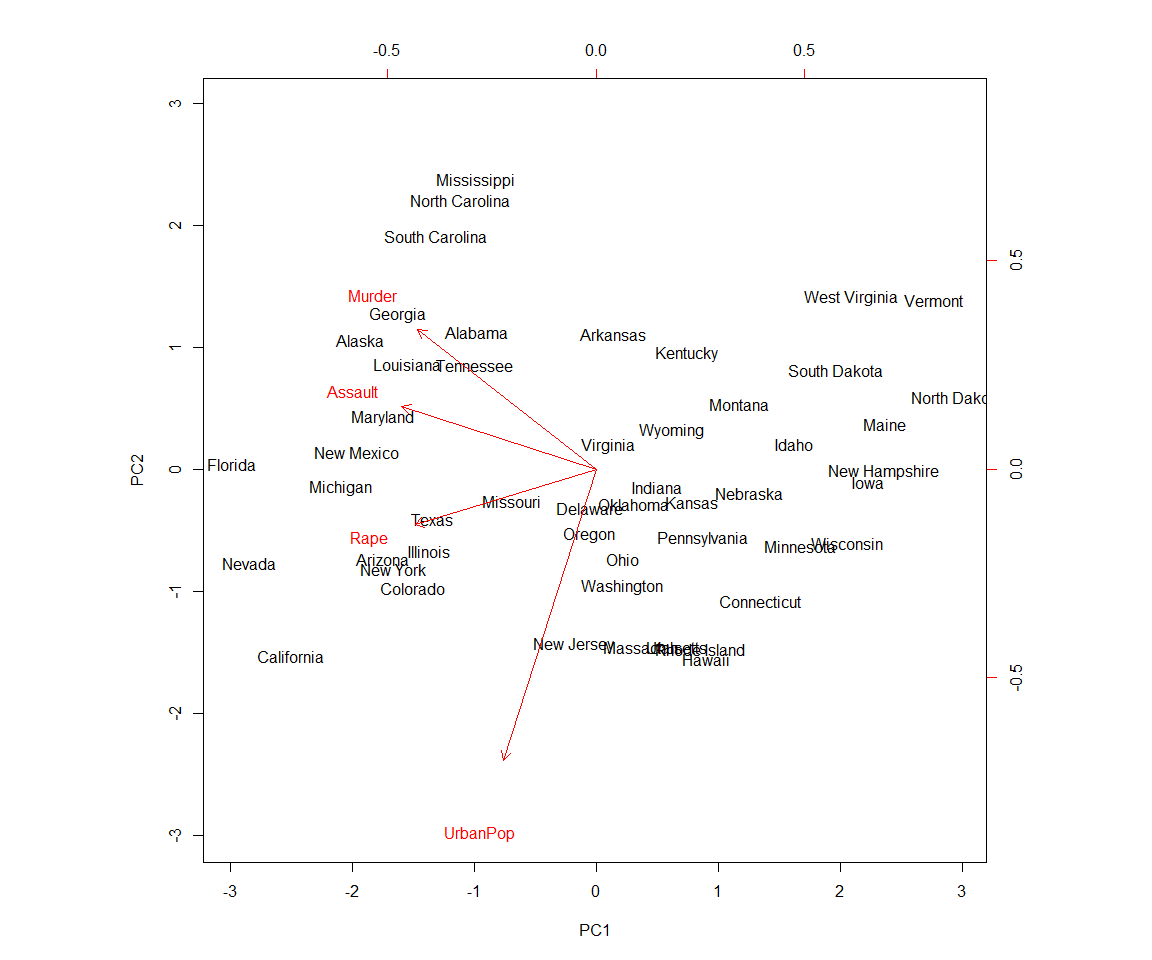 -0.5 0.0 0.5
3
Mississippi
North Carolina
2
South Carolina
0.5
Murder
West Virginia
Vermont
Georgia
Alabama
Arkansas
Alaska
1
Kentucky
Louisiana
Tennessee
South Dakota
Assault
North Dako
Montana
Maryland
Maine
Wyoming
Virginia
Idaho
New Mexico
Florida
PC2
0
0.0
New Hampshire
Iowa
Michigan
Indiana
Nebraska
Missouri
Kansas
Oklahoma
Delaware
Texas
Oregon
Rape
Pennsylvania
Wisconsin
Minnesota
Illinois
Arizona
Ohio
Nevada
New York
Washington
Colorado
-1
Connecticut
New Jersey
Massachusetts
Utah
Rhode Island
California
Hawaii
-0.5
-2
UrbanPop
-3
-3 -2 -1 0 1 2 3
PC1